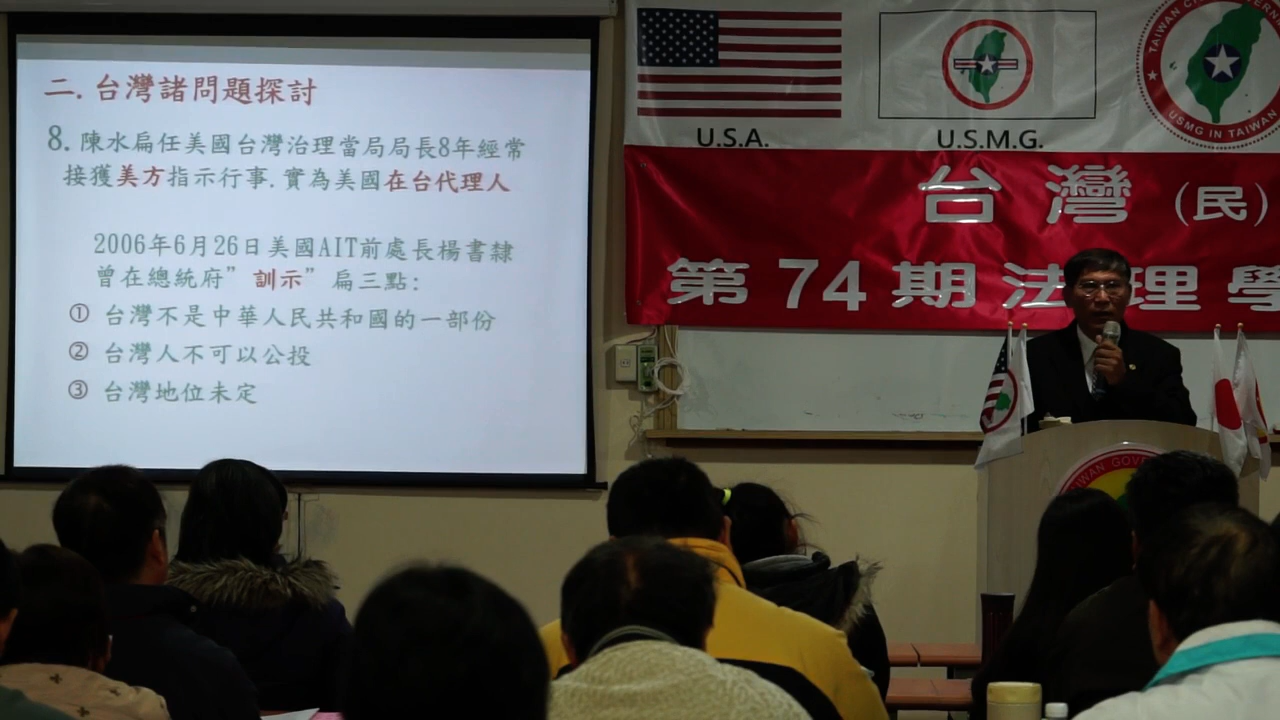 二.台灣諸問題探討
8.陳水扁任美國台灣治理當局局長8年經常
接獲美方指示行事.實為美國在台代理人
2006年6月26日美國AIT前處長楊書隸
曾在總統府”訓示”扁三點:
① 台灣不是中華人民共和國的一部份
② 台灣人不可以公投
③ 台灣地位未定
U.S.A.
U.S.M.G.
USMG IN TAIWAN
台灣(民)
第74期法理學